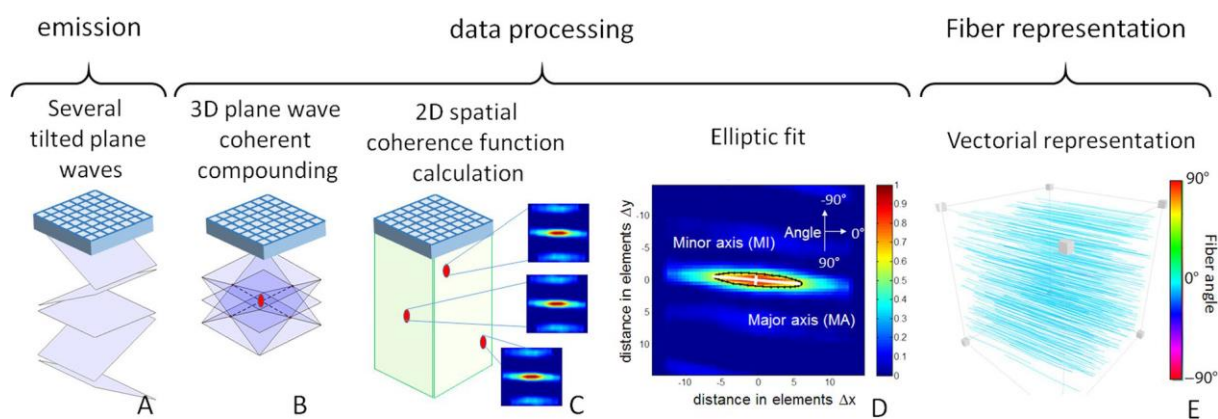 emission
data processing
Fiber representation
Several
tilted plane
waves
3D plane wave
coherent
compounding
2D spatial
coherence function
calculation
Elliptic fit
Vectorial representation
A
B
C
distance in elements Δy
-10
-5
0
5
10
-10
-5
0
5
10
distance in elements Δx
Minor axis (MI)
Major axis (MA)
Angle
-90°
0°
90°
1
0.9
0.8
0.7
0.6
0.5
0.4
0.3
0.2
0.1
0
D
90°
0°
−90°
Fiber angle
E